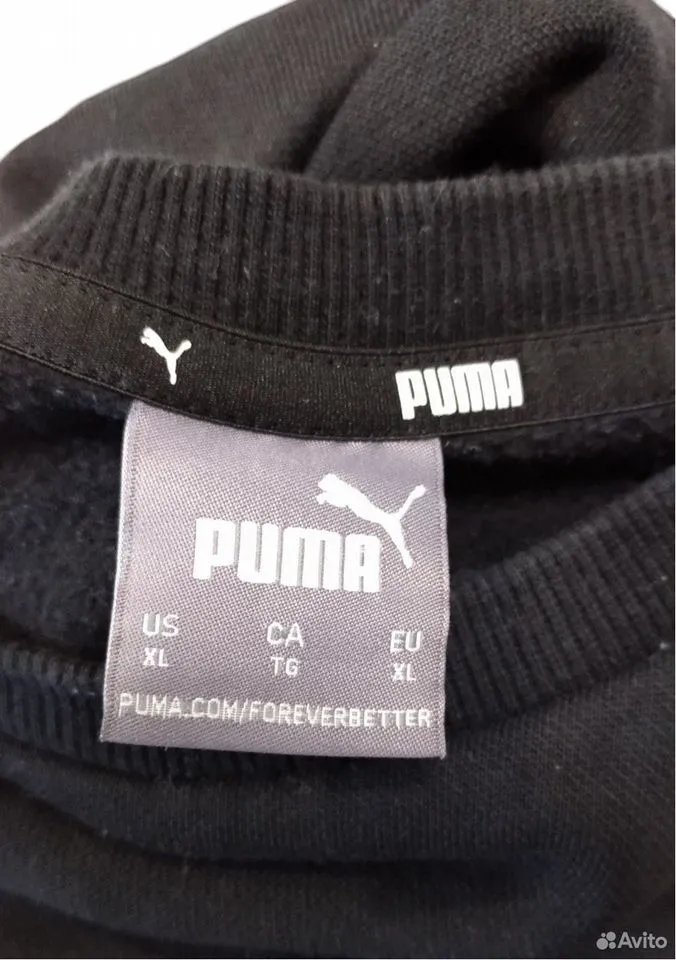 PUMA
PUMA
US CA EU
XL TG XL
PUMA.COM/FOREVERBETTER
Avito